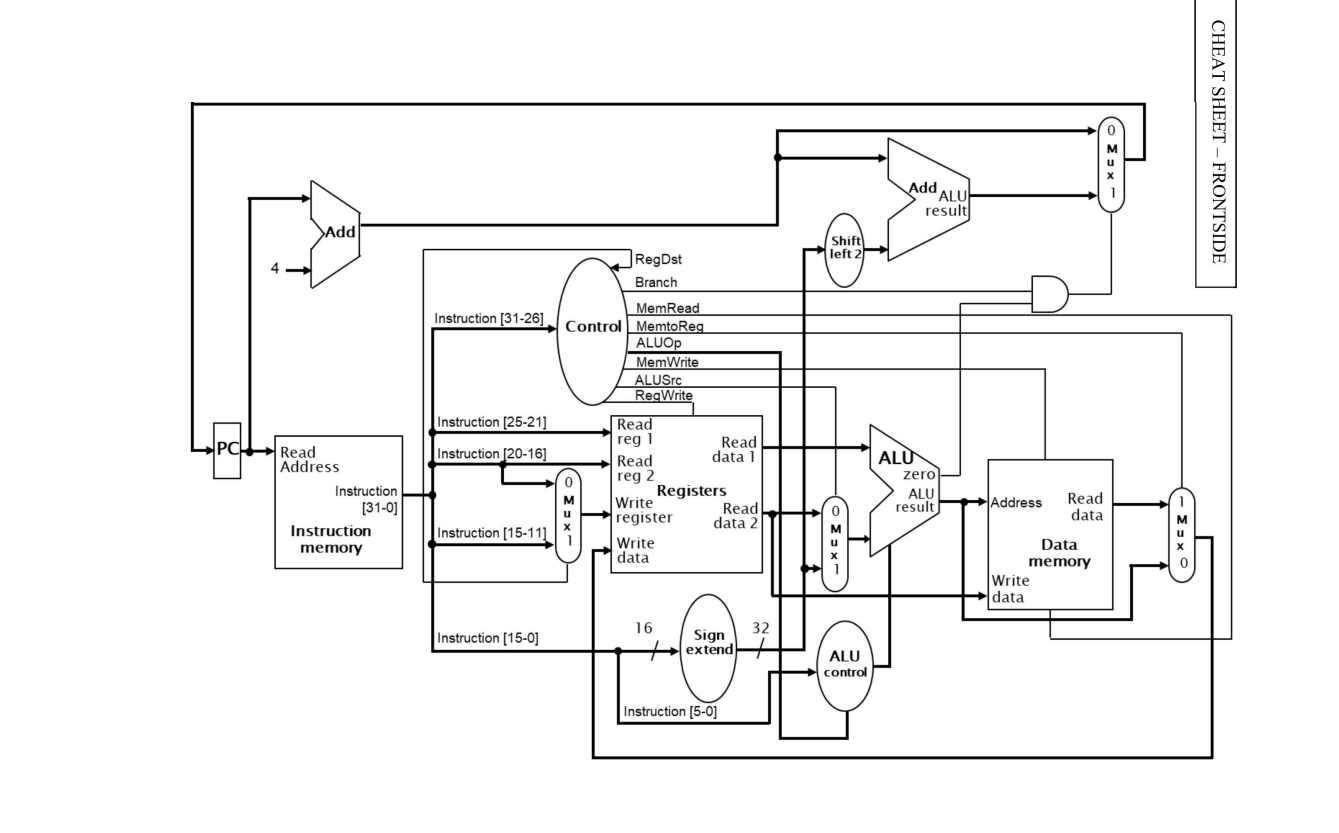 CHEAT SHEET – FRONTSIDE
0
M
u
x
1
Add
ALU
result
Add
4
Shift
left 2
RegDst
Branch
MemRead
MemtoReg
ALUOp
MemWrite
ALUSrc
RegWrite
Control
Instruction [31-26]
Instruction [25-21]
Instruction [20-16]
Instruction [15-11]
Instruction [15-0]
Instruction [5-0]
PC
Read
Address
Instruction
[31-0]
Instruction
memory
0
M
u
x
1
Read
reg 1
Read
reg 2
Write
register
Write
data
Registers
Read
data 1
Read
data 2
0
M
u
x
1
ALU
zero
ALU
result
Address
Read
data
Data
memory
Write
data
1
M
u
x
0
16
Sign
extend
32
ALU
control